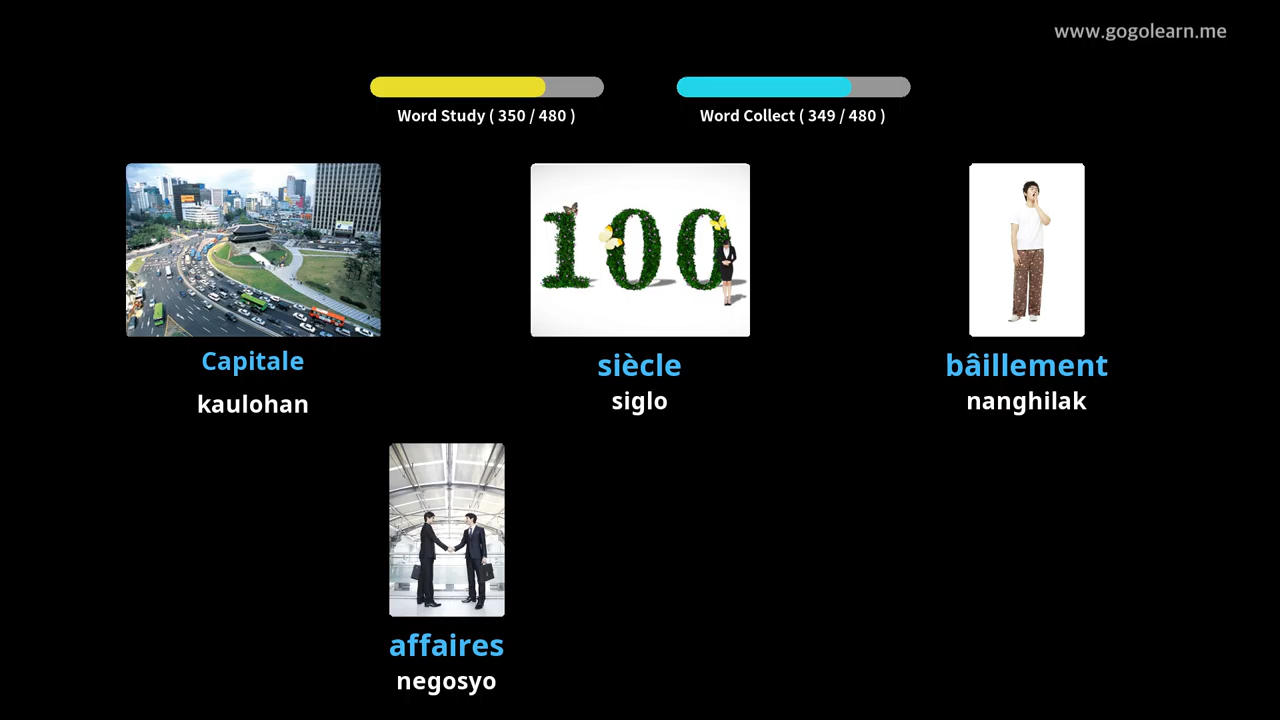 www.gogolearn.me
Word Study ( 350 / 480 )
Word Collect ( 349 / 480 )
100
Capitale
kaulohan
siècle
siglo
bâillement
nanghilak
affaires
negosyo